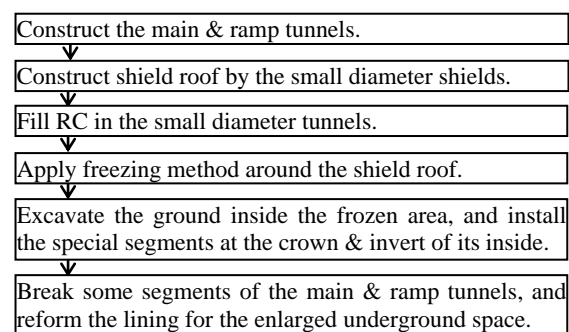 Construct the main & ramp tunnels.
Construct shield roof by the small diameter shields.
Fill RC in the small diameter tunnels.
Apply freezing method around the shield roof.
Excavate the ground inside the frozen area, and install
the special segments at the crown & invert of its inside.
Break some segments of the main & ramp tunnels, and
reform the lining for the enlarged underground space.